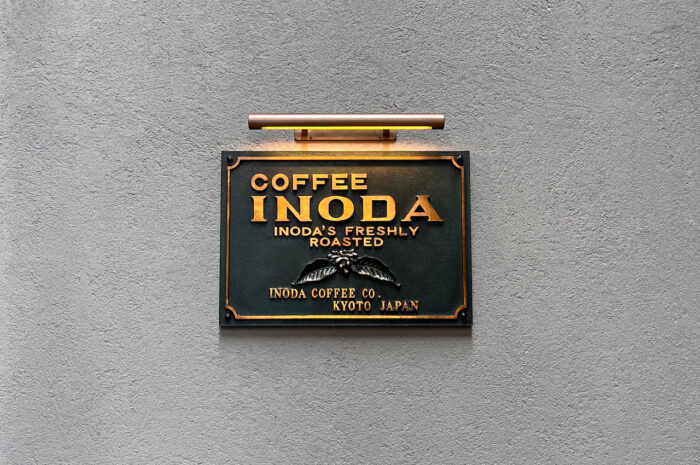 COFFEE
INODA
INODA'S FRESHLY
ROASTED
INODA COFFEE CO.
KYOTO JAPAN